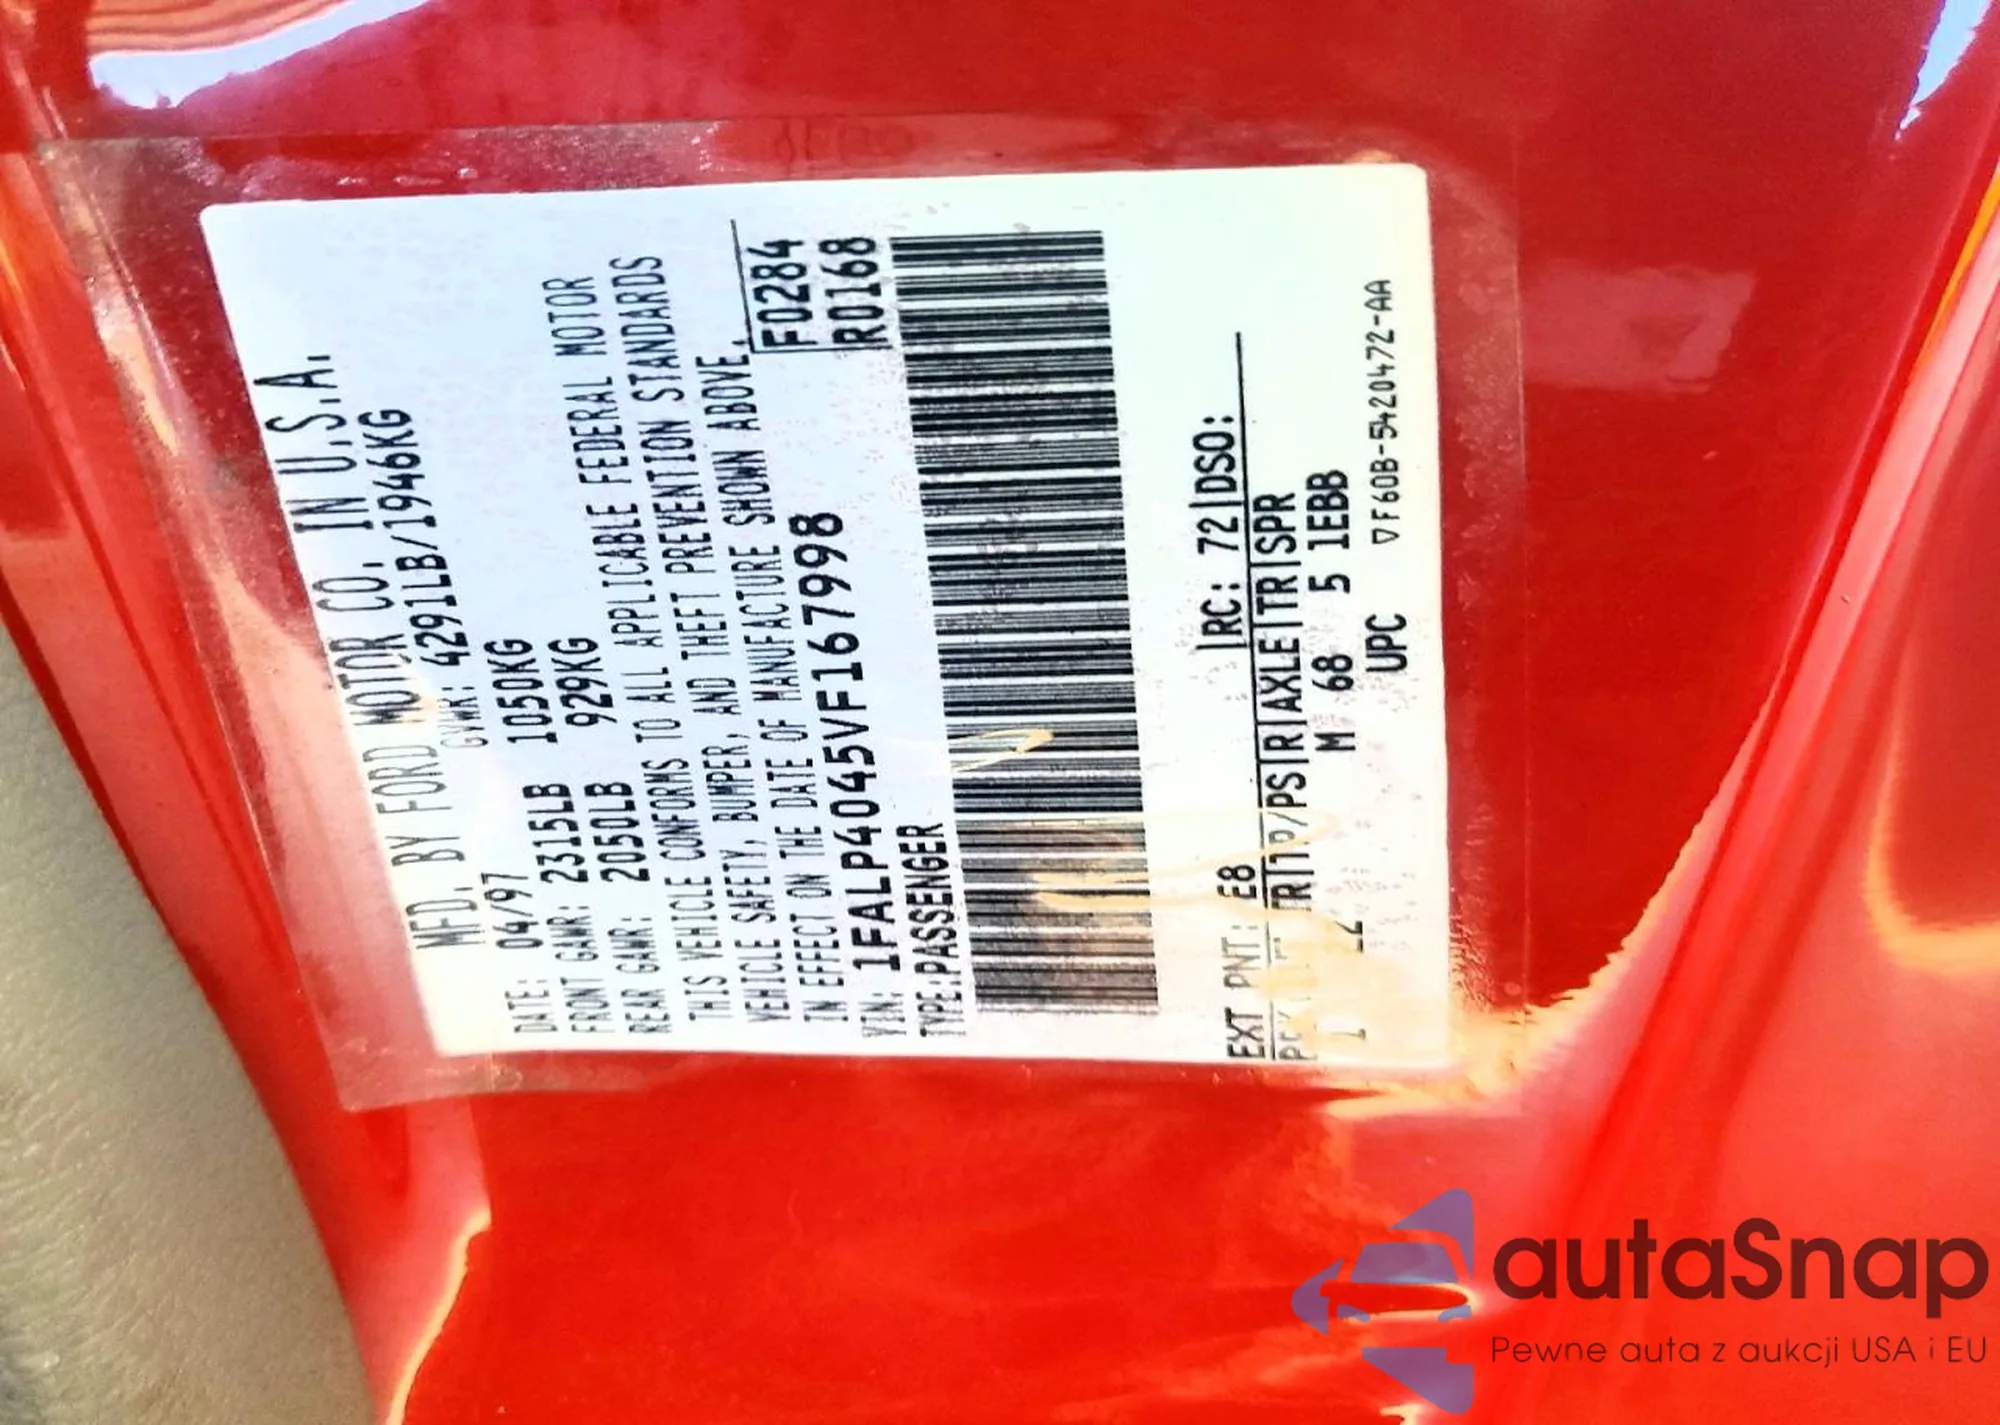 MFD. BY FORD MOTOR CO. IN U.S.A.
DATE: 04/97 GVWR: 4291LB/1946KG
FRONT GAWR: 2315LB 1050KG
REAR GAWR: 2050LB 929KG
THIS VEHICLE CONFORMS TO ALL APPLICABLE FEDERAL MOTOR
VEHICLE SAFETY, BUMPER, AND THEFT PREVENTION STANDARDS
IN EFFECT ON THE DATE OF MANUFACTURE SHOWN ABOVE.
VIN: 1FALP4045VF167998
F0284
TYPE:PASSENGER
R0168
EXT PNT: E8 RC: 72 DSO:
TP/PS R AXLE TR SPR
M 68 5 1EBB
UPC ▽F60B-5420472-AA
autaSnap
Pewne auta z aukcji USA i EU